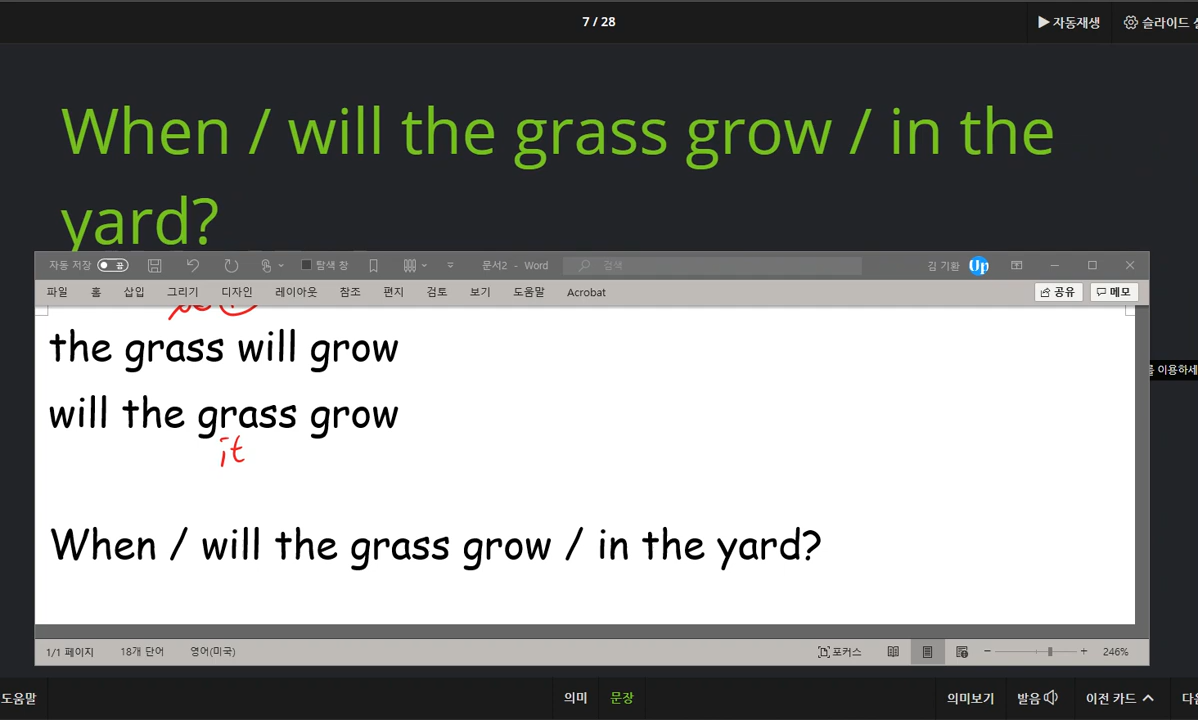 7 / 28
자동재생
슬라이드
When / will the grass grow / in the
yard?
자동 저장
끔
탐색 창
문서2 - Word
검색
김 기환
Up
파일 홈 삽입 그리기 디자인 레이아웃 참조 편지 검토 보기 도움말 Acrobat
공유
메모
the grass will grow
를 이용하세
will the grass grow
it
When / will the grass grow / in the yard?
1/1 페이지 18개 단어 영어(미국)
포커스
- + 246%
도움말
의미 문장
의미보기 발음 이전 카드